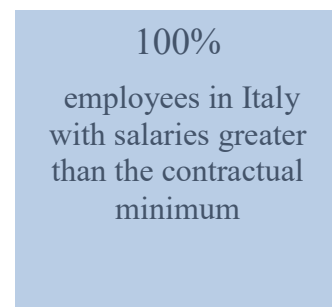 100%
employees in Italy
with salaries greater
than the contractual
minimum